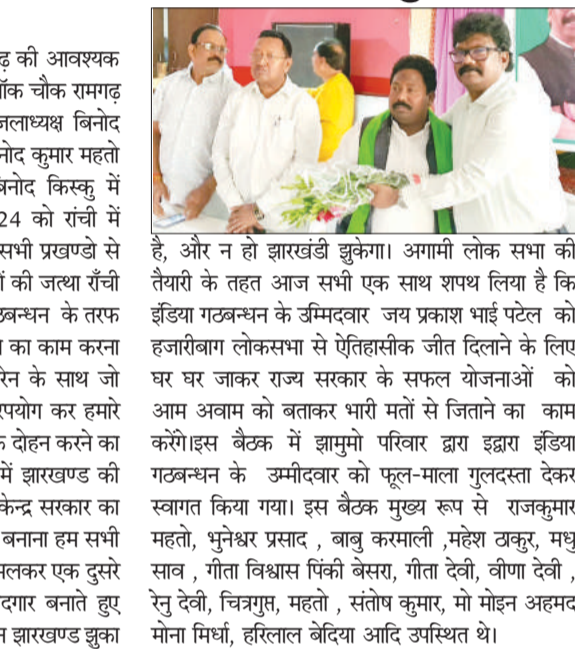 ढ़ की आवश्यक
ॉक चौक रामगढ़
जलाध्यक्ष बिनोद
नोद कुमार महतो
बिनोद किस्कु में
24 को रांची में
सभी प्रखण्डो से
ों की जत्था राँची
ठबन्धन के तरफ
का काम करना
रेन के साथ जो
रपयोग कर हमारे
दोहन करने का
में झारखण्ड की
केन्द्र सरकार का
बनाना हम सभी
मलकर एक दुसरे
दगार बनाते हुए
न झारखण्ड झुका
है, और न हो झारखंडी झुकेगा। अगामी लोक सभा की
तैयारी के तहत आज सभी एक साथ शपथ लिया है कि
इंडिया गठबन्धन के उम्मिदवार जय प्रकाश भाई पटेल को
हजारीबाग लोकसभा से ऐतिहासीक जीत दिलाने के लिए
घर घर जाकर राज्य सरकार के सफल योजनाओं को
आम अवाम को बताकर भारी मतों से जिताने का काम
करेंगे।इस बैठक में झामुमो परिवार द्वारा इद्वारा इंडिया
गठबन्धन के उम्मीदवार को फूल-माला गुलदस्ता देकर
स्वागत किया गया। इस बैठक मुख्य रूप से राजकुमार
महतो, भुनेश्वर प्रसाद , बाबु करमाली ,महेश ठाकुर, मधु
साव , गीता विश्वास पिंकी बेसरा, गीता देवी, वीणा देवी ,
रेनु देवी, चित्रगुप्त, महतो , संतोष कुमार, मो मोइन अहमद
मोना मिर्धा, हरिलाल बेदिया आदि उपस्थित थे।